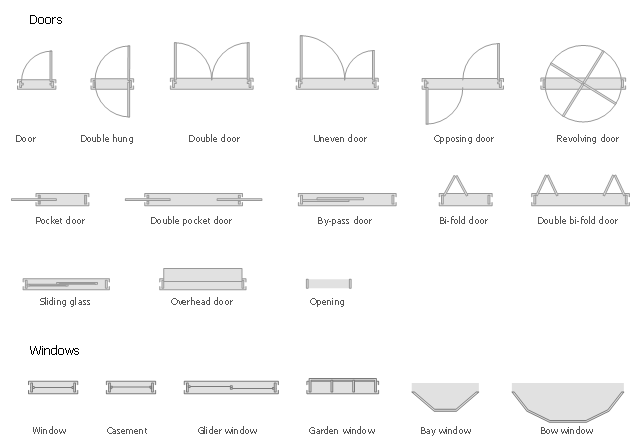 Doors
Door
Double hung
Double door
Uneven door
Opposing door
Revolving door
Pocket door
Double pocket door
By-pass door
Bi-fold door
Double bi-fold door
Sliding glass
Overhead door
Opening
Windows
Window
Casement
Glider window
Garden window
Bay window
Bow window